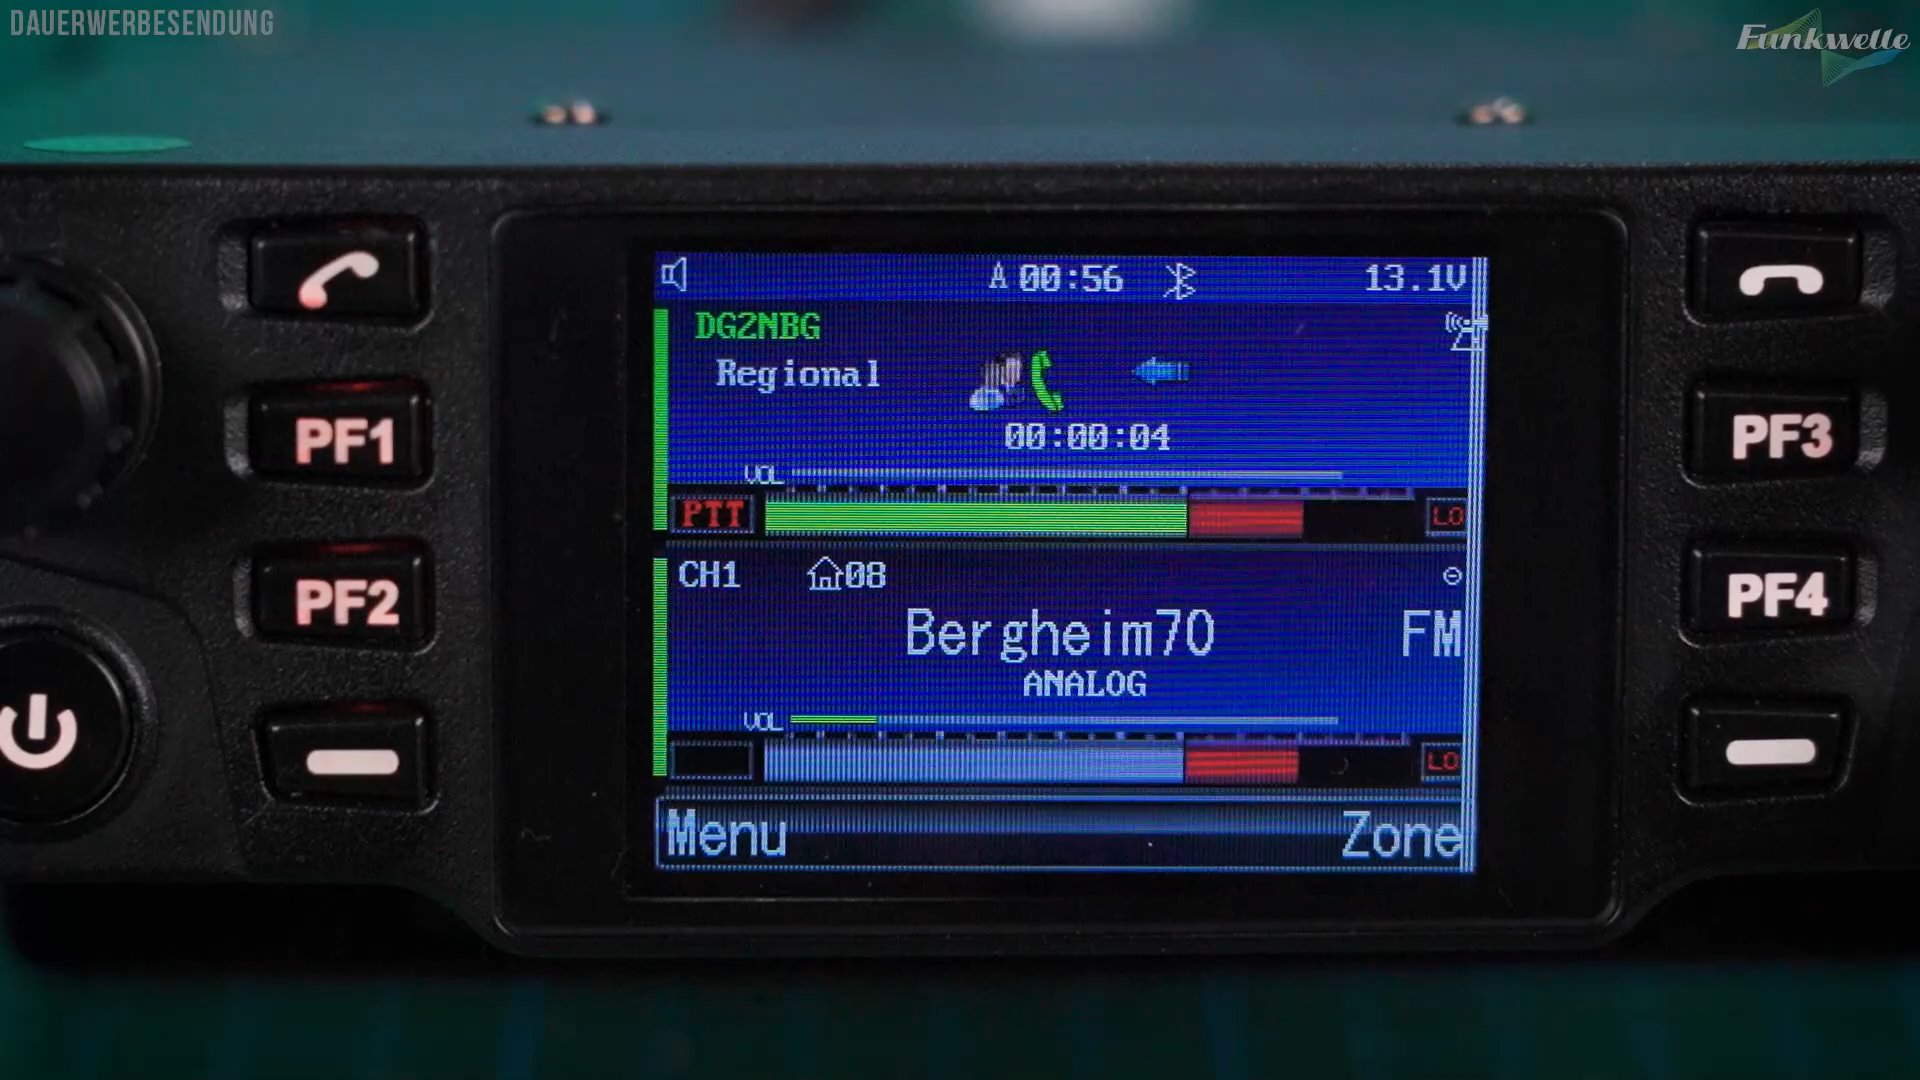 DAUERWERBESENDUNG
Funkwelle
A 00:56
13.1V
DG2NBG
Regional
00:00:04
VOL
PTT
LO
CH1
08
Bergheim70
FM
ANALOG
VOL
LO
Menu
Zone
PF1
PF2
PF3
PF4